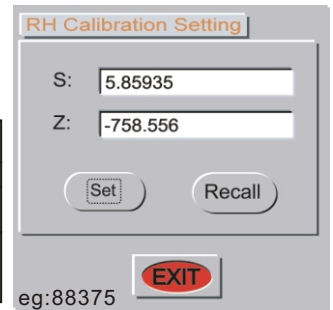 RH Calibration Setting
S: 5.85935
Z: -758.556
Set Recall
EXIT
eg:88375